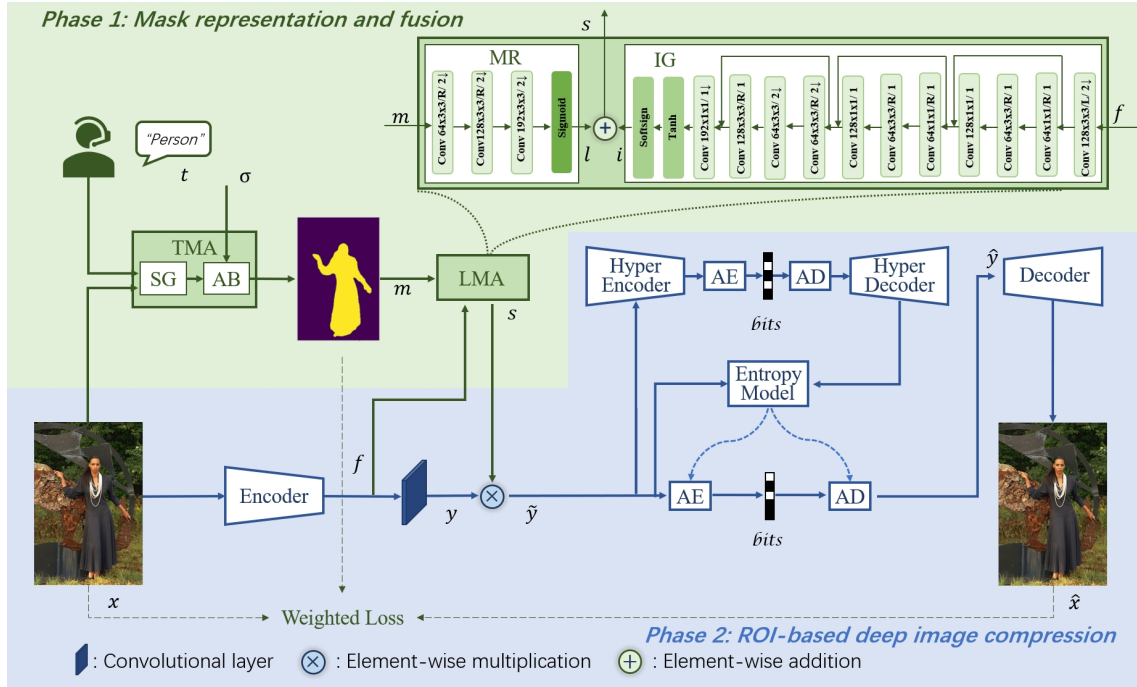 Phase 1: Mask representation and fusion
s
MR
IG
Conv 64x3x3/R/ 2↓
Conv128x3x3/R/ 2↓
Conv 192x3x3/ 2↓
Sigmoid
Softsign
Tanh
Conv 192x1x1/ 1↓
Conv 128x3x3/R/ 1
Conv 64x3x3/ 2↓
Conv 64x3x3/R/ 2↓
Conv 128x1x1/ 1
Conv 64x3x3/R/ 1
Conv 64x1x1/R/ 1
Conv 128x1x1/ 1
Conv 64x3x3/R/ 1
Conv 64x1x1/R/ 1
Conv 128x3x3/L/ 2↓
m
l
+
i
f
"Person"
t
σ
TMA
SG
AB
m
LMA
s
Hyper
Encoder
AE
bits
AD
Hyper
Decoder
ŷ
Decoder
Entropy
Model
Encoder
f
y
×
ỹ
AE
bits
AD
x
Weighted Loss
x̂
Phase 2: ROI-based deep image compression
: Convolutional layer
× : Element-wise multiplication
+ : Element-wise addition